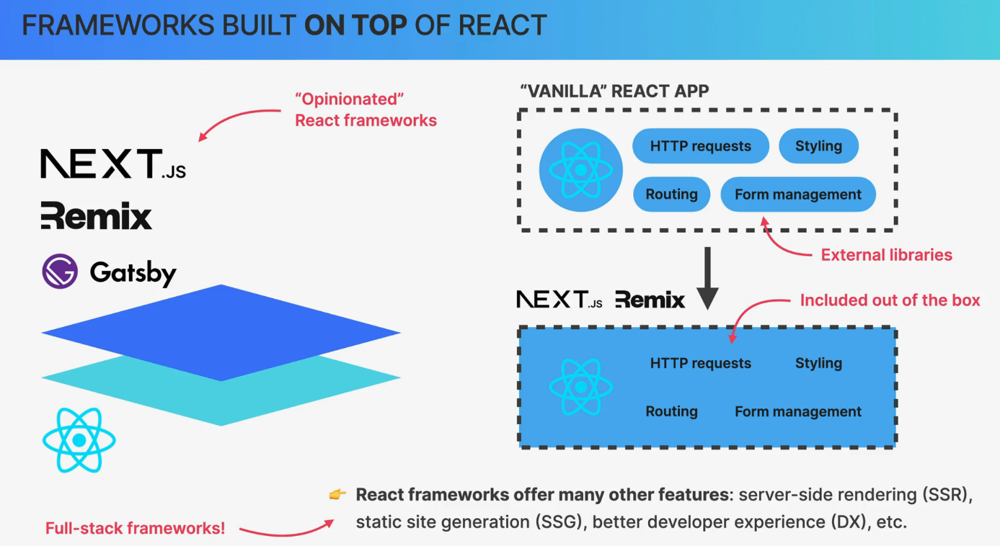 FRAMEWORKS BUILT ON TOP OF REACT
“Opinionated”
React frameworks
NEXT.JS
Remix
Gatsby
“VANILLA” REACT APP
HTTP requests
Styling
Routing
Form management
External libraries
NEXT.JS Remix
Included out of the box
HTTP requests
Styling
Routing
Form management
👉 React frameworks offer many other features: server-side rendering (SSR),
static site generation (SSG), better developer experience (DX), etc.
Full-stack frameworks!